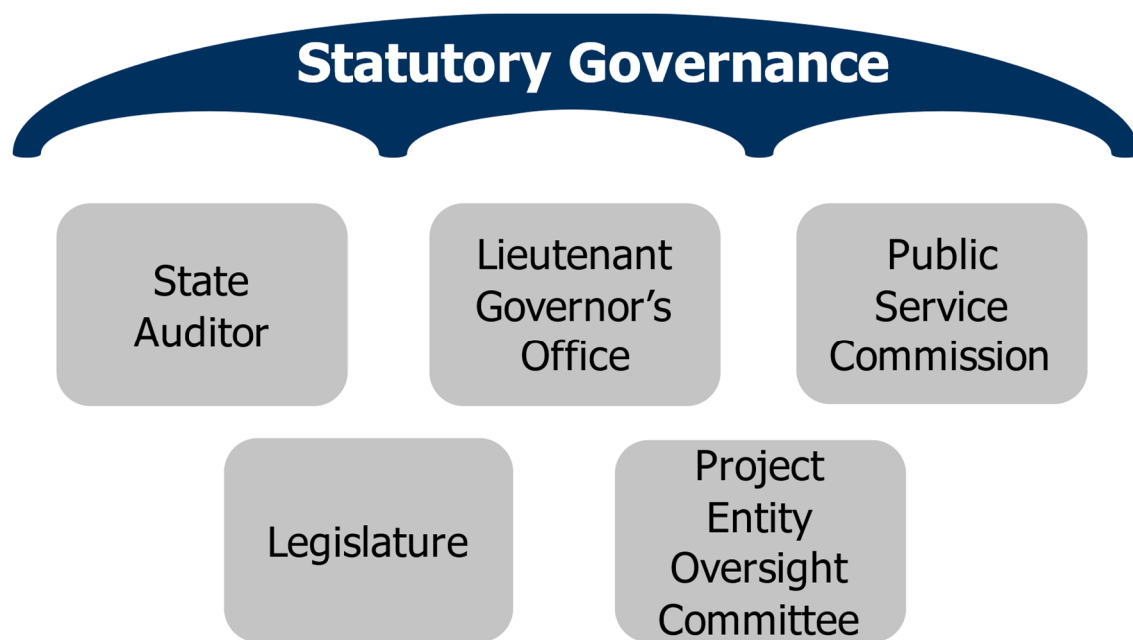 Statutory Governance
State
Auditor
Lieutenant
Governor’s
Office
Public
Service
Commission
Legislature
Project
Entity
Oversight
Committee